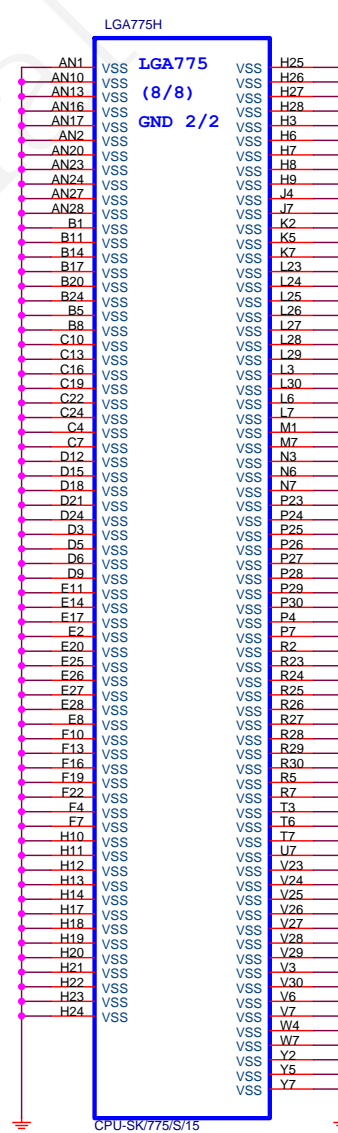 LGA775H
LGA775
(8/8)
GND 2/2
AN1 VSS VSS H25
AN10 VSS VSS H26
AN13 VSS VSS H27
AN16 VSS VSS H28
AN17 VSS VSS H3
AN2 VSS VSS H6
AN20 VSS VSS H7
AN23 VSS VSS H8
AN24 VSS VSS H9
AN27 VSS VSS J4
AN28 VSS VSS J7
B1 VSS VSS K2
B11 VSS VSS K5
B14 VSS VSS K7
B17 VSS VSS L23
B20 VSS VSS L24
B24 VSS VSS L25
B5 VSS VSS L26
B8 VSS VSS L27
C10 VSS VSS L28
C13 VSS VSS L29
C16 VSS VSS L3
C19 VSS VSS L30
C22 VSS VSS L6
C24 VSS VSS L7
C4 VSS VSS M1
C7 VSS VSS M7
D12 VSS VSS N3
D15 VSS VSS N6
D18 VSS VSS N7
D21 VSS VSS P23
D24 VSS VSS P24
D3 VSS VSS P25
D5 VSS VSS P26
D6 VSS VSS P27
D9 VSS VSS P28
E11 VSS VSS P29
E14 VSS VSS P30
E17 VSS VSS P4
E2 VSS VSS P7
E20 VSS VSS R2
E25 VSS VSS R23
E26 VSS VSS R24
E27 VSS VSS R25
E28 VSS VSS R26
E8 VSS VSS R27
F10 VSS VSS R28
F13 VSS VSS R29
F16 VSS VSS R30
F19 VSS VSS R5
F22 VSS VSS R7
F4 VSS VSS T3
F7 VSS VSS T6
H10 VSS VSS T7
H11 VSS VSS U7
H12 VSS VSS V23
H13 VSS VSS V24
H14 VSS VSS V25
H17 VSS VSS V26
H18 VSS VSS V27
H19 VSS VSS V28
H20 VSS VSS V29
H21 VSS VSS V3
H22 VSS VSS V30
H23 VSS VSS V6
H24 VSS VSS V7
VSS W4
VSS W7
VSS Y2
VSS Y5
VSS Y7
CPU-SK/775/S/15